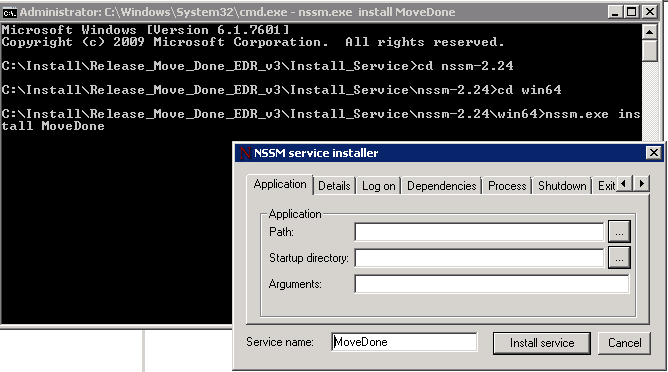 Administrator: C:\Windows\System32\cmd.exe - nssm.exe install MoveDone
Microsoft Windows [Version 6.1.7601]
Copyright (c) 2009 Microsoft Corporation. All rights reserved.
C:\Install\Release_Move_Done_EDR_v3\Install_Service>cd nssm-2.24
C:\Install\Release_Move_Done_EDR_v3\Install_Service\nssm-2.24>cd win64
C:\Install\Release_Move_Done_EDR_v3\Install_Service\nssm-2.24\win64>nssm.exe ins
tall MoveDone
NSSM service installer
Application Details Log on Dependencies Process Shutdown Exit
Application
Path: ...
Startup directory: ...
Arguments:
Service name: MoveDone Install service Cancel